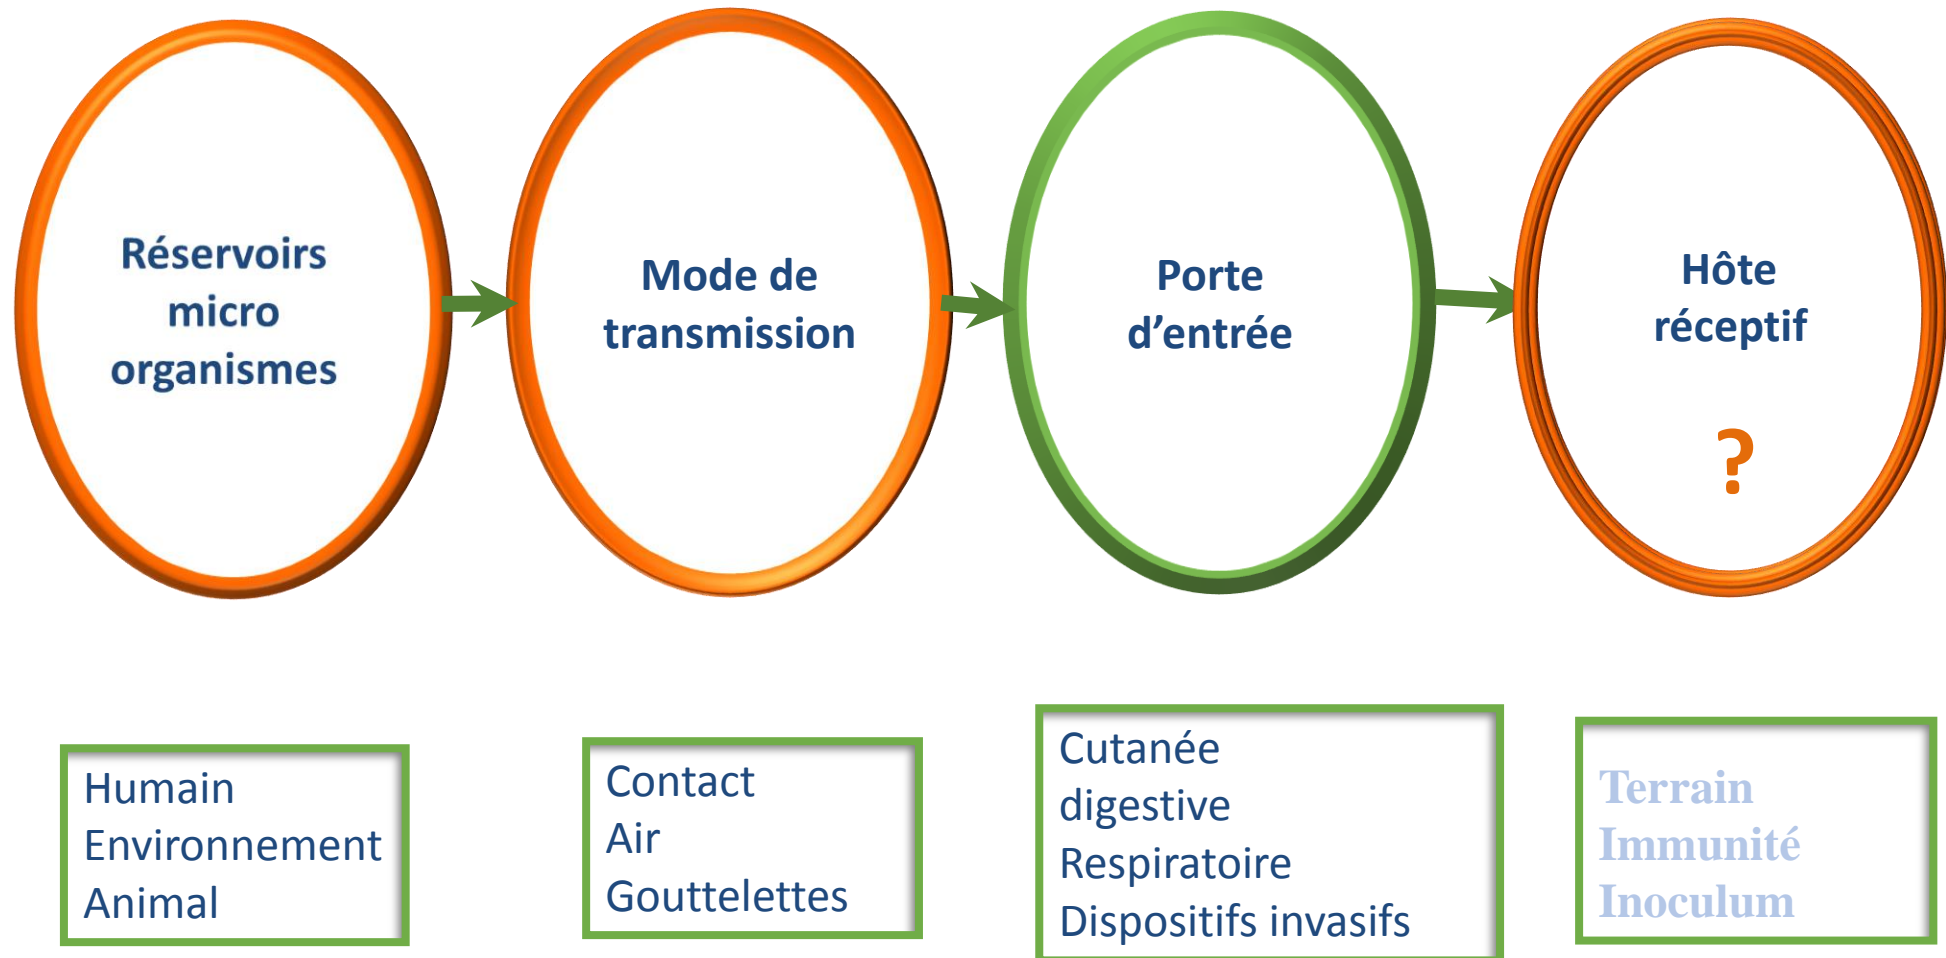 Réservoirs
micro
organismes
Mode de
transmission
Porte
d’entrée
Hôte
réceptif
?
Humain
Environnement
Animal
Contact
Air
Gouttelettes
Cutanée
digestive
Respiratoire
Dispositifs invasifs
Terrain
Immunité
Inoculum